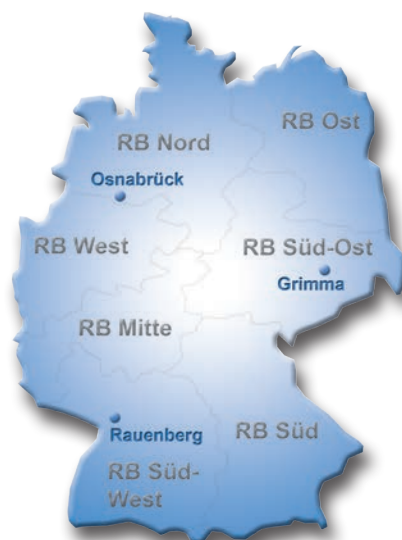 RB Ost
RB Nord
Osnabrück
RB West
RB Süd-Ost
Grimma
RB Mitte
Rauenberg
RB Süd
RB Süd-
West